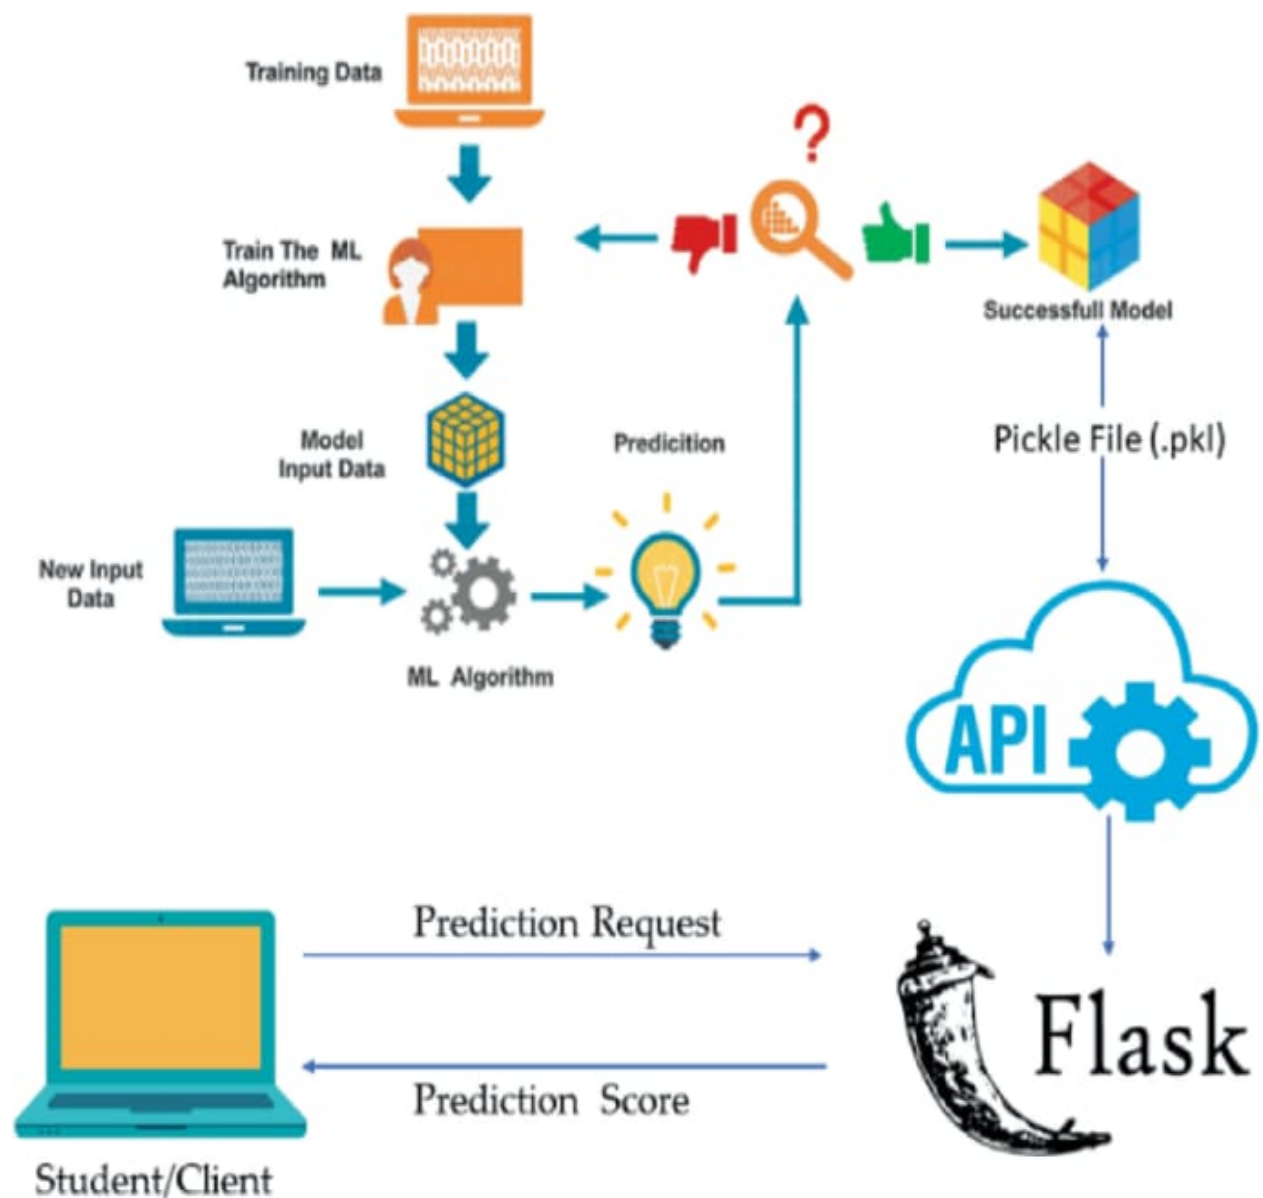 Training Data
Train The ML
Algorithm
Successfull Model
Model
Input Data
Predicition
Pickle File (.pkl)
New Input
Data
ML Algorithm
API
Prediction Request
Flask
Prediction Score
Student/Client